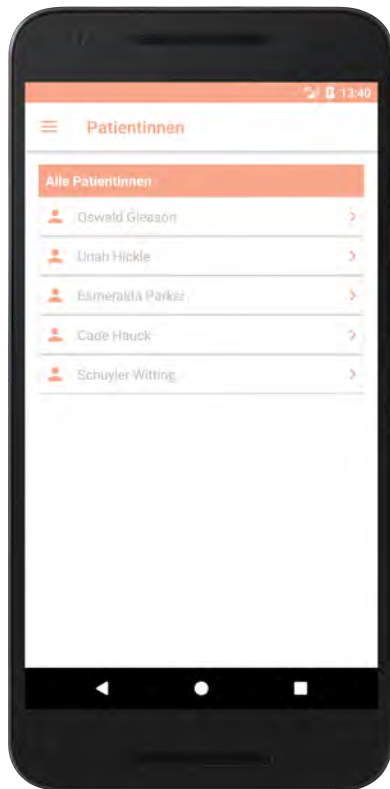 13:40
Patientinnen
Alle Patientinnen
Oswald Gleason
Uriah Hickle
Esmeralda Parker
Cade Hauck
Schuyler Witting